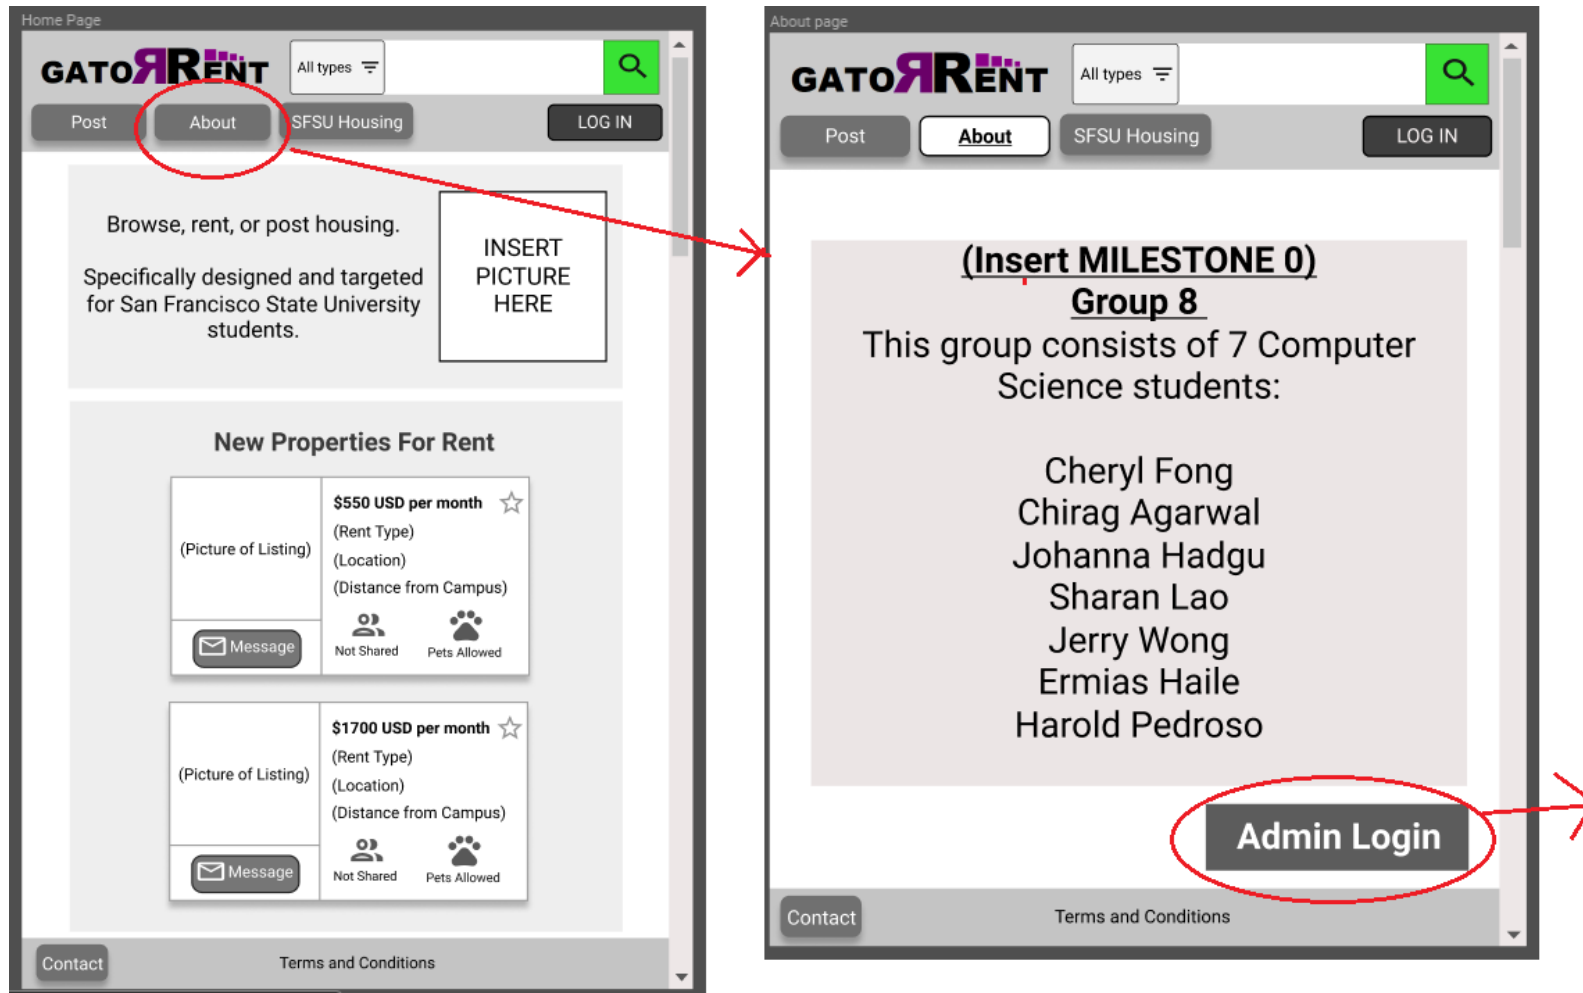 Home Page
GATORRENT
All types
Post
About
SFSU Housing
LOG IN
Browse, rent, or post housing.
Specifically designed and targeted
for San Francisco State University
students.
INSERT
PICTURE
HERE
New Properties For Rent
(Picture of Listing)
Message
$550 USD per month
(Rent Type)
(Location)
(Distance from Campus)
Not Shared
Pets Allowed
(Picture of Listing)
Message
$1700 USD per month
(Rent Type)
(Location)
(Distance from Campus)
Not Shared
Pets Allowed
Contact
Terms and Conditions
About page
GATORRENT
All types
Post
About
SFSU Housing
LOG IN
(Insert MILESTONE 0)
Group 8
This group consists of 7 Computer
Science students:
Cheryl Fong
Chirag Agarwal
Johanna Hadgu
Sharan Lao
Jerry Wong
Ermias Haile
Harold Pedroso
Admin Login
Contact
Terms and Conditions